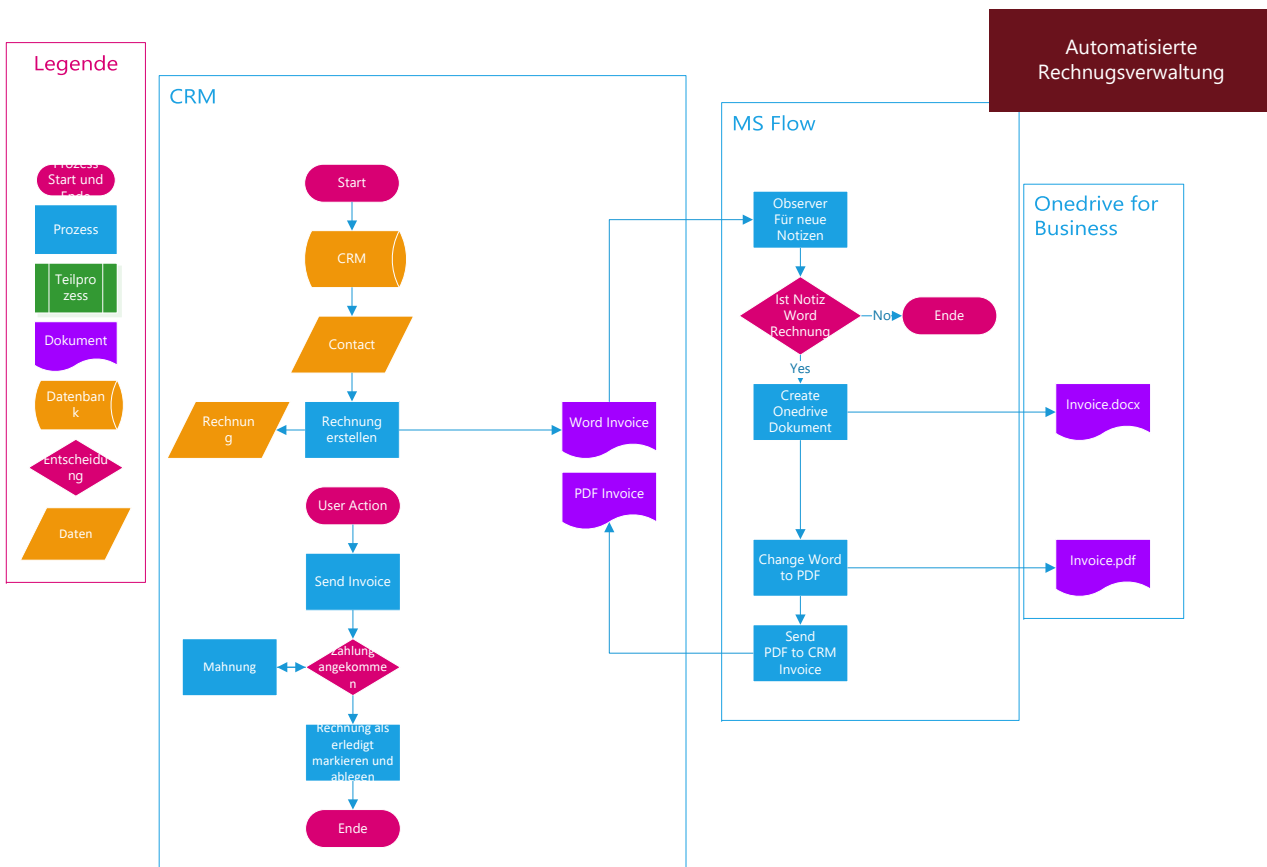 Automatisierte
Rechnugsverwaltung
Legende
Prozess
Start und
Ende
Prozess
Teilpro
zess
Dokument
Datenban
k
Entscheidu
ng
Daten
CRM
Start
CRM
Contact
Rechnun
g
Rechnung
erstellen
Word Invoice
PDF Invoice
User Action
Send Invoice
Zahlung
angekomme
n
Mahnung
Rechnung als
erledigt
markieren und
ablegen
Ende
MS Flow
Observer
Für neue
Notizen
Ist Notiz
Word
Rechnung
No
Ende
Yes
Create
Onedrive
Dokument
Change Word
to PDF
Send
PDF to CRM
Invoice
Onedrive for
Business
Invoice.docx
Invoice.pdf